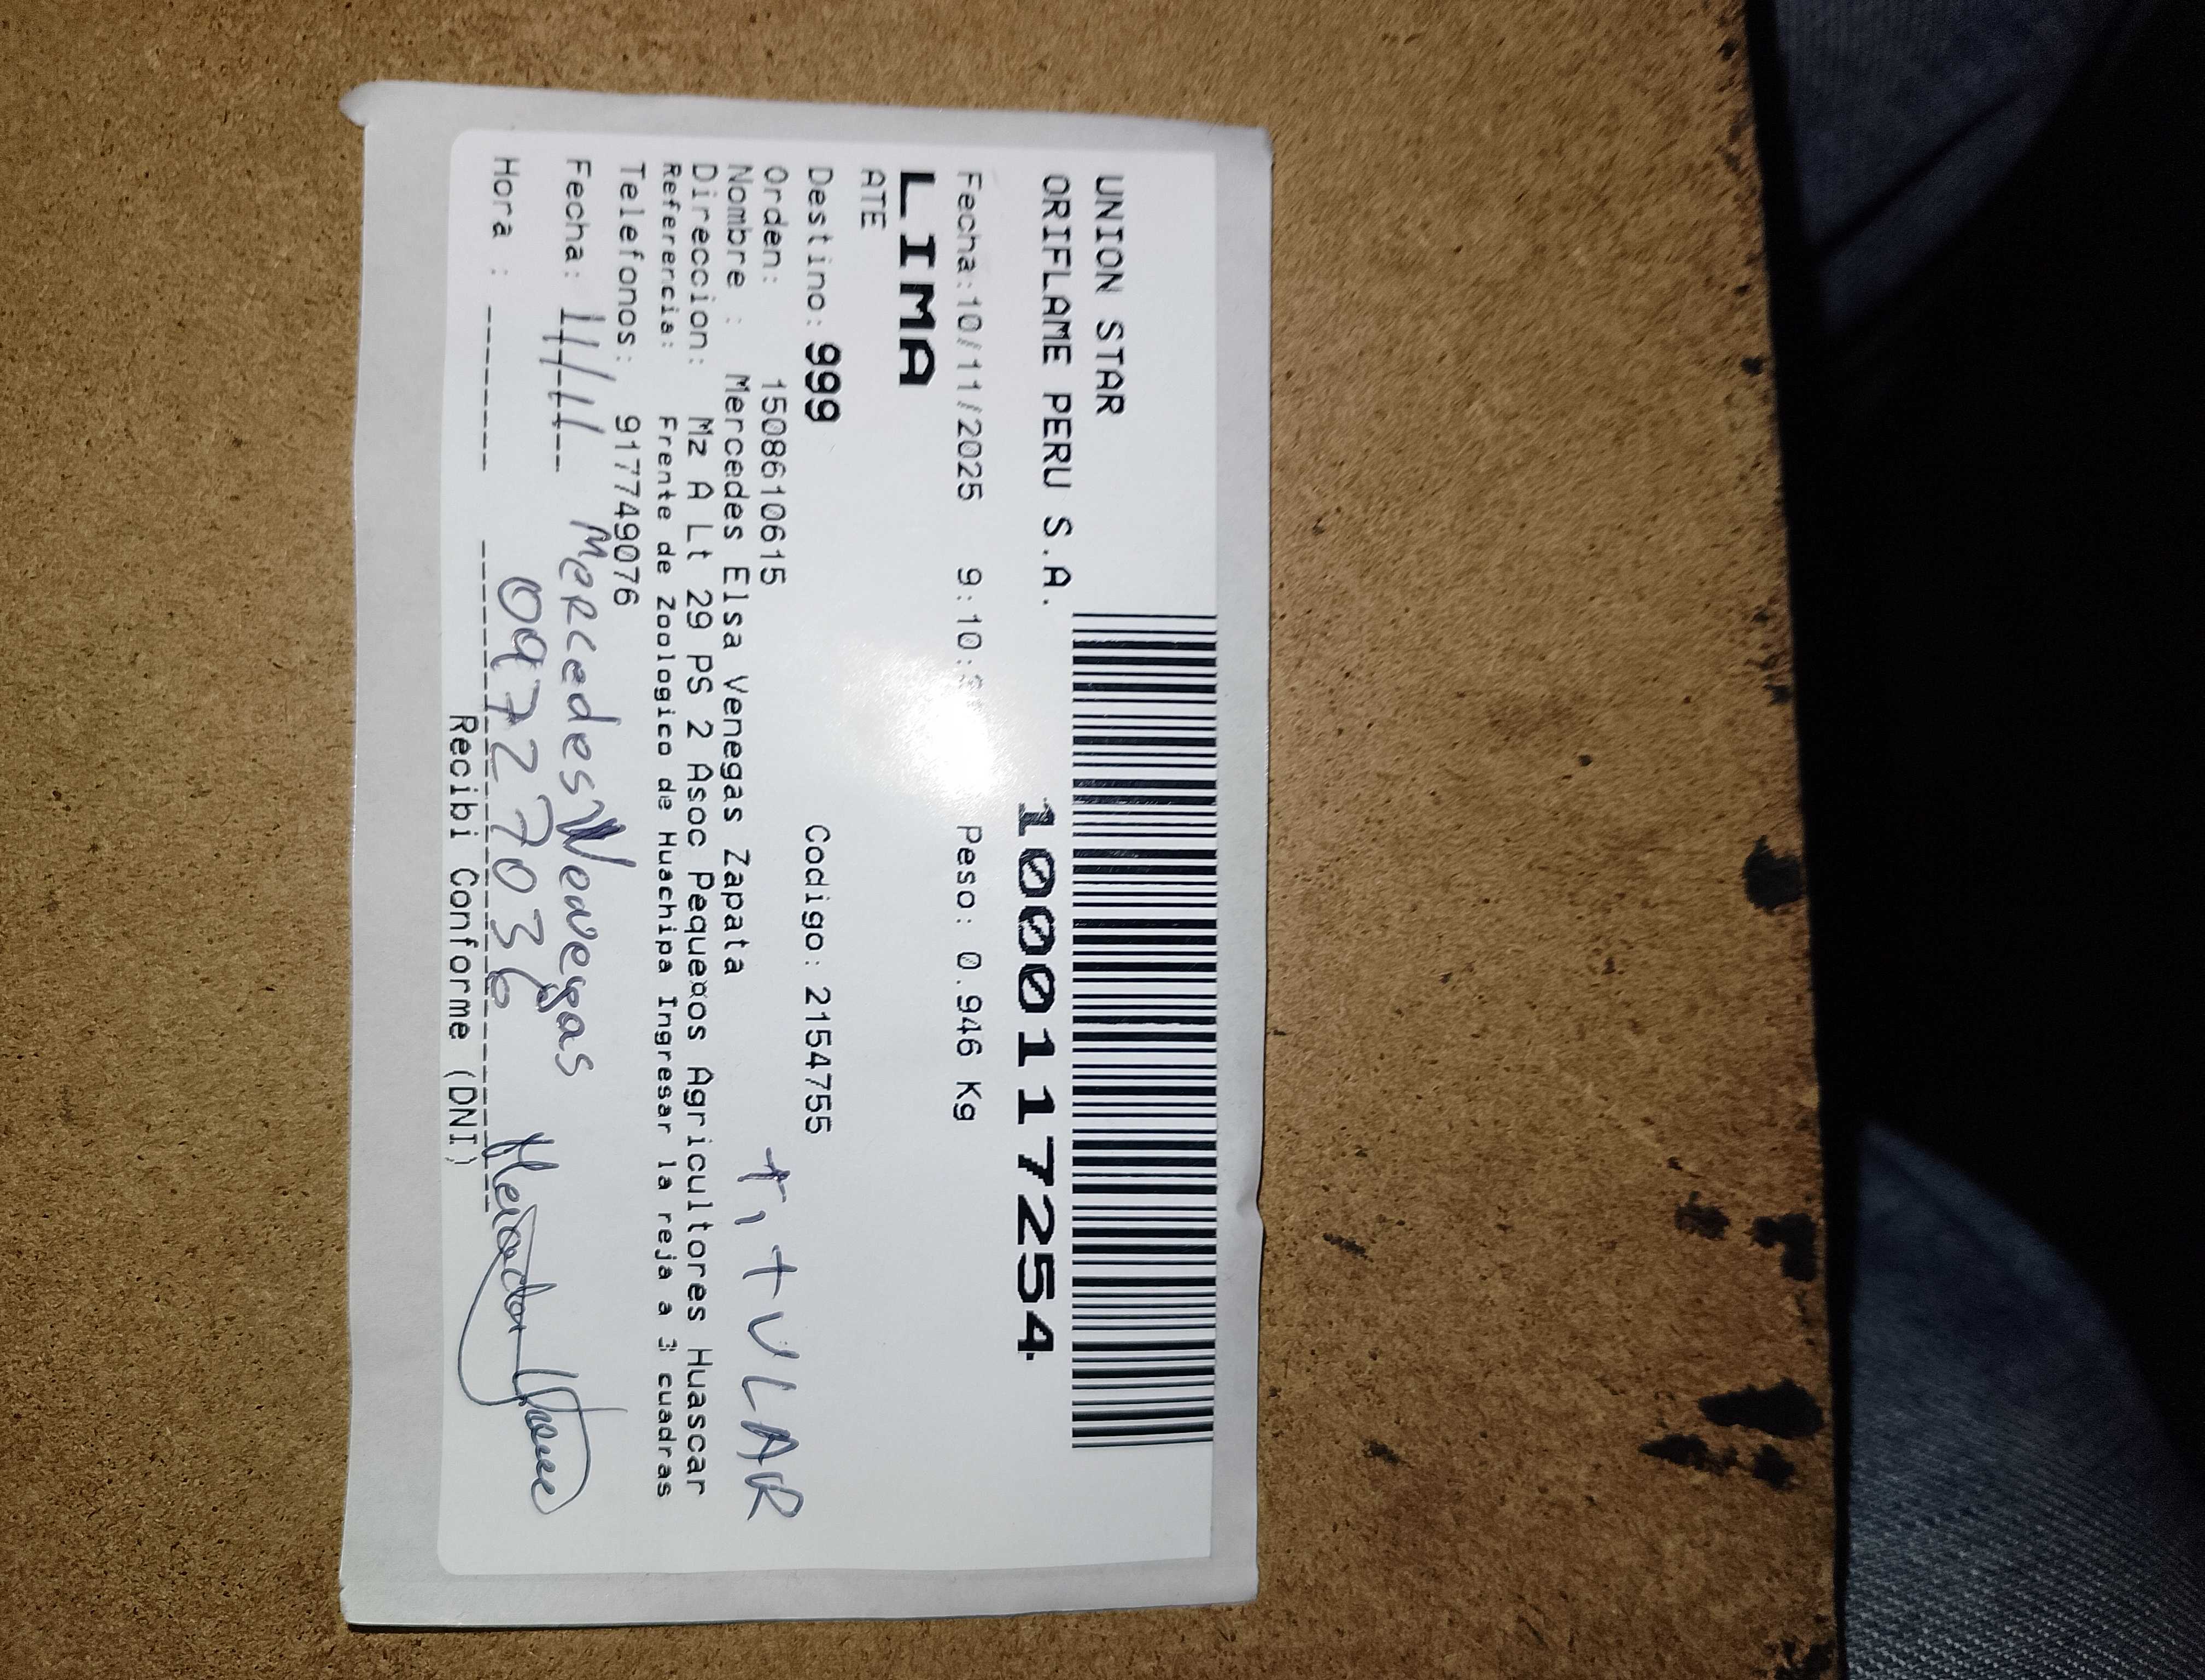 UNION STAR
ORIFLAME PERU S.A.
10001117254
Fecha:10/11/2025 9:10: Peso: 0.946 Kg
LIMA
ATE
Destino: 999 Codigo: 2154755
Orden: 1508610615
TiTULAR
Nombre : Mercedes Elsa Venegas Zapata
Direccion: Mz A Lt 29 PS 2 Asoc Pequeños Agricultores Huascar
Referencia: Frente de Zoologico de Huachipa Ingresar la reja a 3 cuadras
Telefonos: 917749076
Fecha: 11/11 Mercedes Venegas
Hora : 09727036
Recibi Conforme (DNI)